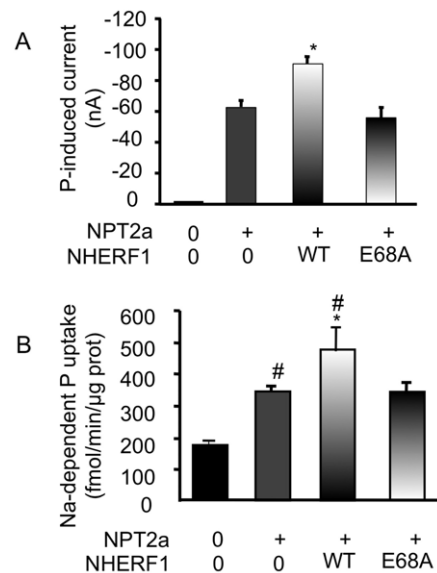 A
P-induced current
(nA)
-120
-100
-80
-60
-40
-20
0
*
NPT2a 0 + + +
NHERF1 0 0 WT E68A
B
Na-dependent P uptake
(fmol/min/µg prot)
600
500
400
300
200
100
0
#
#
*
NPT2a 0 + + +
NHERF1 0 0 WT E68A